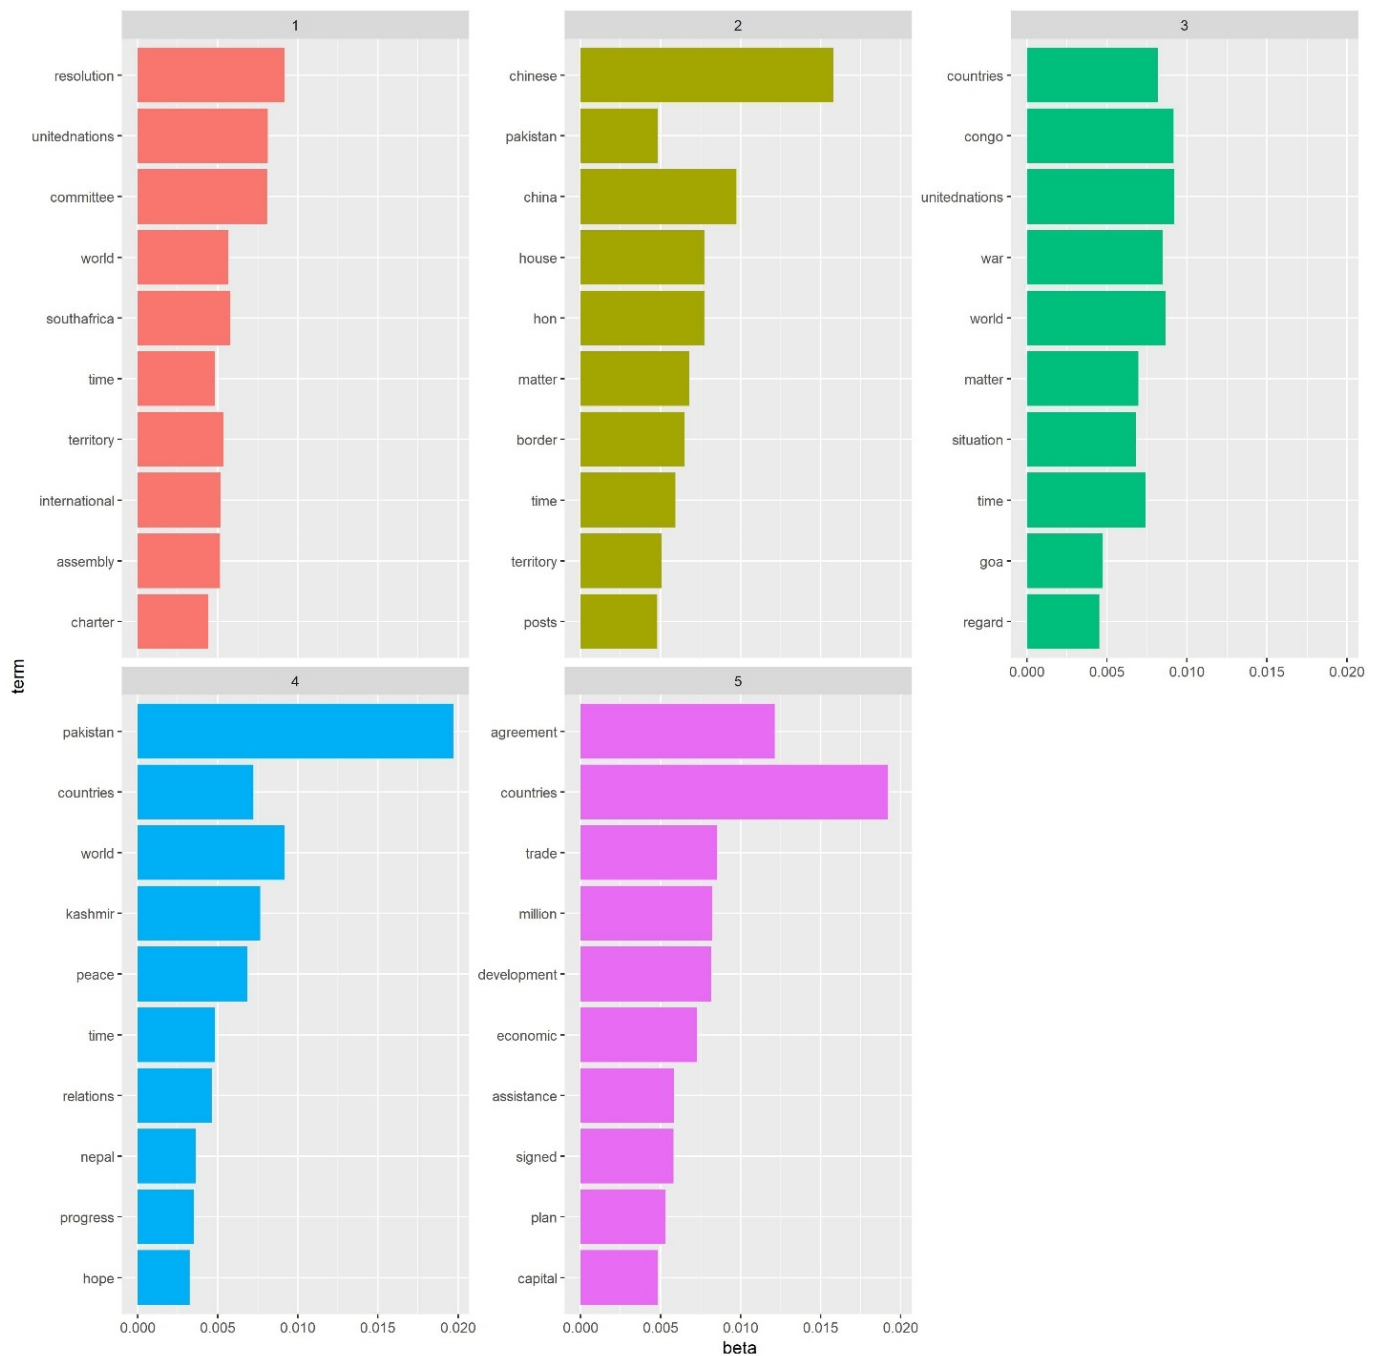 1
resolution
unitednations
committee
world
southafrica
time
territory
international
assembly
charter
2
chinese
pakistan
china
house
hon
matter
border
time
territory
posts
3
countries
congo
unitednations
war
world
matter
situation
time
goa
regard
0.000 0.005 0.010 0.015 0.020
term
4
pakistan
countries
world
kashmir
peace
time
relations
nepal
progress
hope
0.000 0.005 0.010 0.015 0.020
5
agreement
countries
trade
million
development
economic
assistance
signed
plan
capital
0.000 0.005 0.010 0.015 0.020
beta